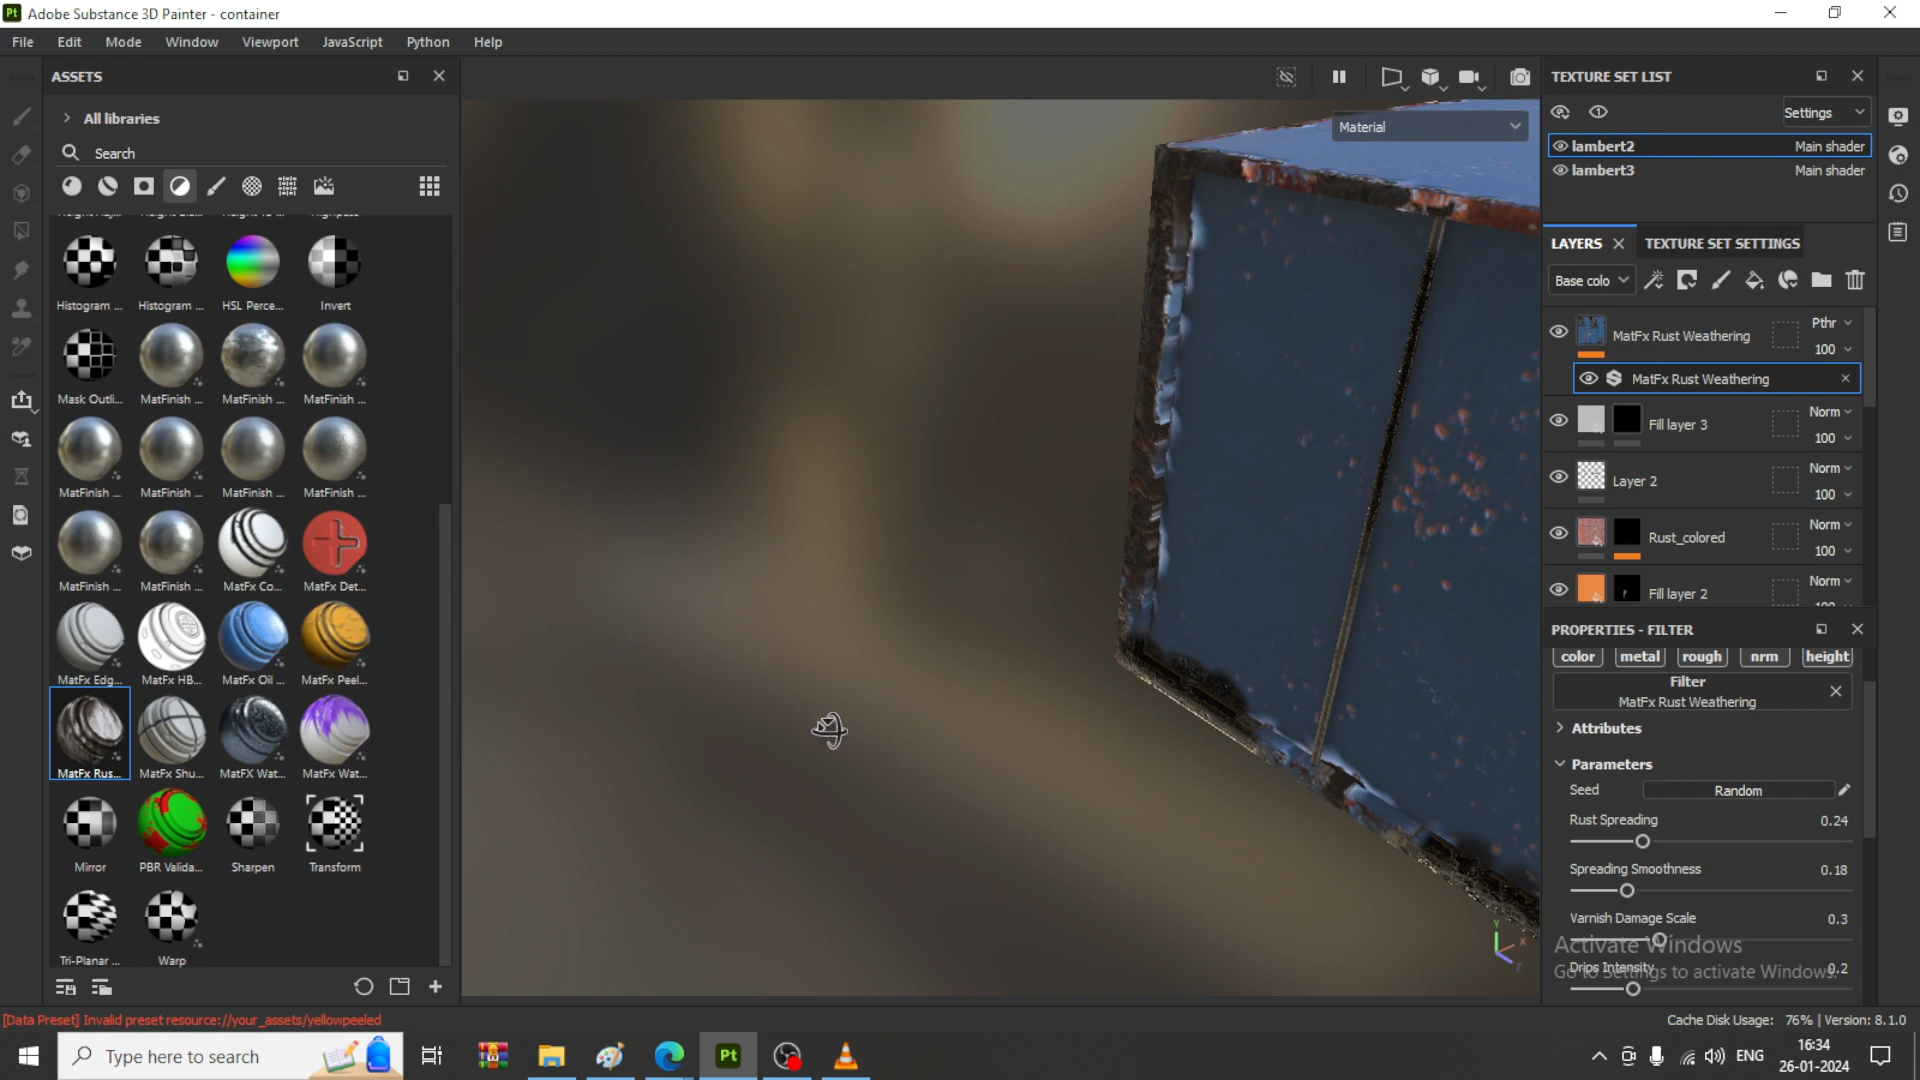 Adobe Substance 3D Painter - container
File Edit Mode Window Viewport JavaScript Python Help
ASSETS
All libraries
Search
Histogram ... Histogram ... HSL Perce... Invert
Mask Outli... MatFinish ... MatFinish ... MatFinish ...
MatFinish ... MatFinish ... MatFinish ... MatFinish ...
MatFinish ... MatFinish ... MatFx Co... MatFx Det...
MatFx Edg... MatFx HB... MatFx Oil ... MatFx Peel...
MatFx Rus... MatFx Shu... MatFX Wat... MatFx Wat...
Mirror PBR Valida... Sharpen Transform
Tri-Planar ... Warp
Material
TEXTURE SET LIST
Settings
lambert2 Main shader
lambert3 Main shader
LAYERS TEXTURE SET SETTINGS
Base colo
MatFx Rust Weathering Pthr
100
MatFx Rust Weathering
Fill layer 3 Norm
100
Layer 2 Norm
100
Rust_colored Norm
100
Fill layer 2 Norm
100
PROPERTIES - FILTER
color metal rough nrm height
Filter
MatFx Rust Weathering
Attributes
Parameters
Seed Random
Rust Spreading 0.24
Spreading Smoothness 0.18
Varnish Damage Scale 0.3
Activate Windows
Drips Intensity 0.2
Go to Settings to activate Windows.
Y
X
Z
[Data Preset] Invalid preset resource://your_assets/yellowpeeled
Cache Disk Usage: 76% | Version: 8.1.0
Type here to search
Pt
ENG
16:34
26-01-2024